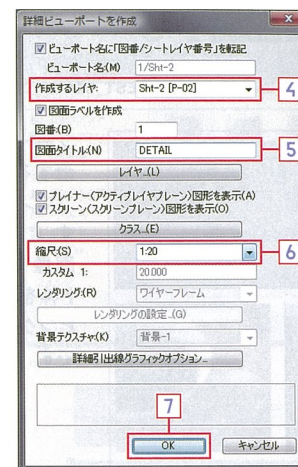 詳細ビューポートを作成
ビューポート名に「図番/シートレイヤ番号」を転記
ビューポート名(M) 1/Sht-2
作成するレイヤ: Sht-2 [P-02] 4
図面ラベルを作成
図番:(B) 1
図面タイトル:(N) DETAIL 5
レイヤ...(L)
プレイナー(アクティブレイヤプレーン)図形を表示(A)
スクリーン(スクリーンプレーン)図形を表示(O)
クラス...(E)
縮尺:(S) 1:20 6
カスタム 1: 20.000
レンダリング:(R) ワイヤーフレーム
レンダリングの設定...(G)
背景テクスチャ:(K) 背景-1
詳細引出線グラフィックオプション...
7
OK キャンセル